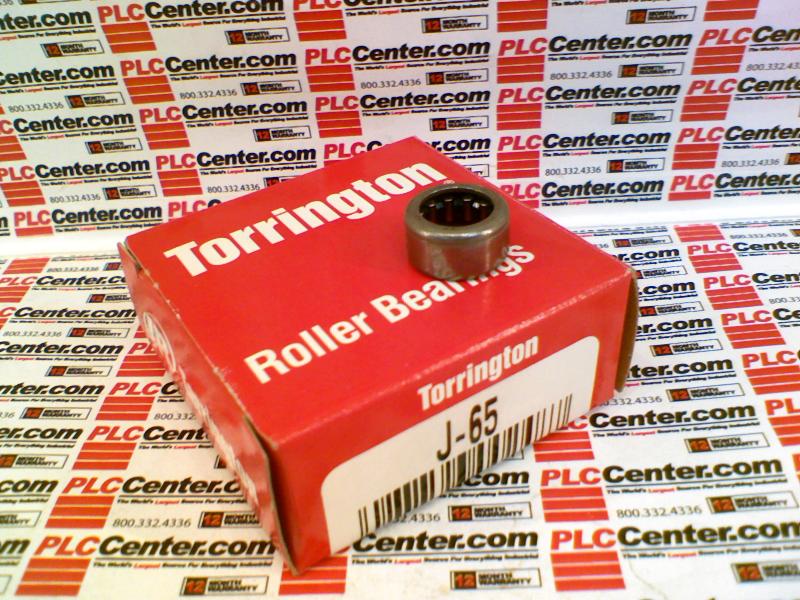 Torrington
Roller Bearings
Torrington
J-65
PLCenter.com
The World's Largest Source For Everything Industrial
800.332.4336
12 MONTH WARRANTY